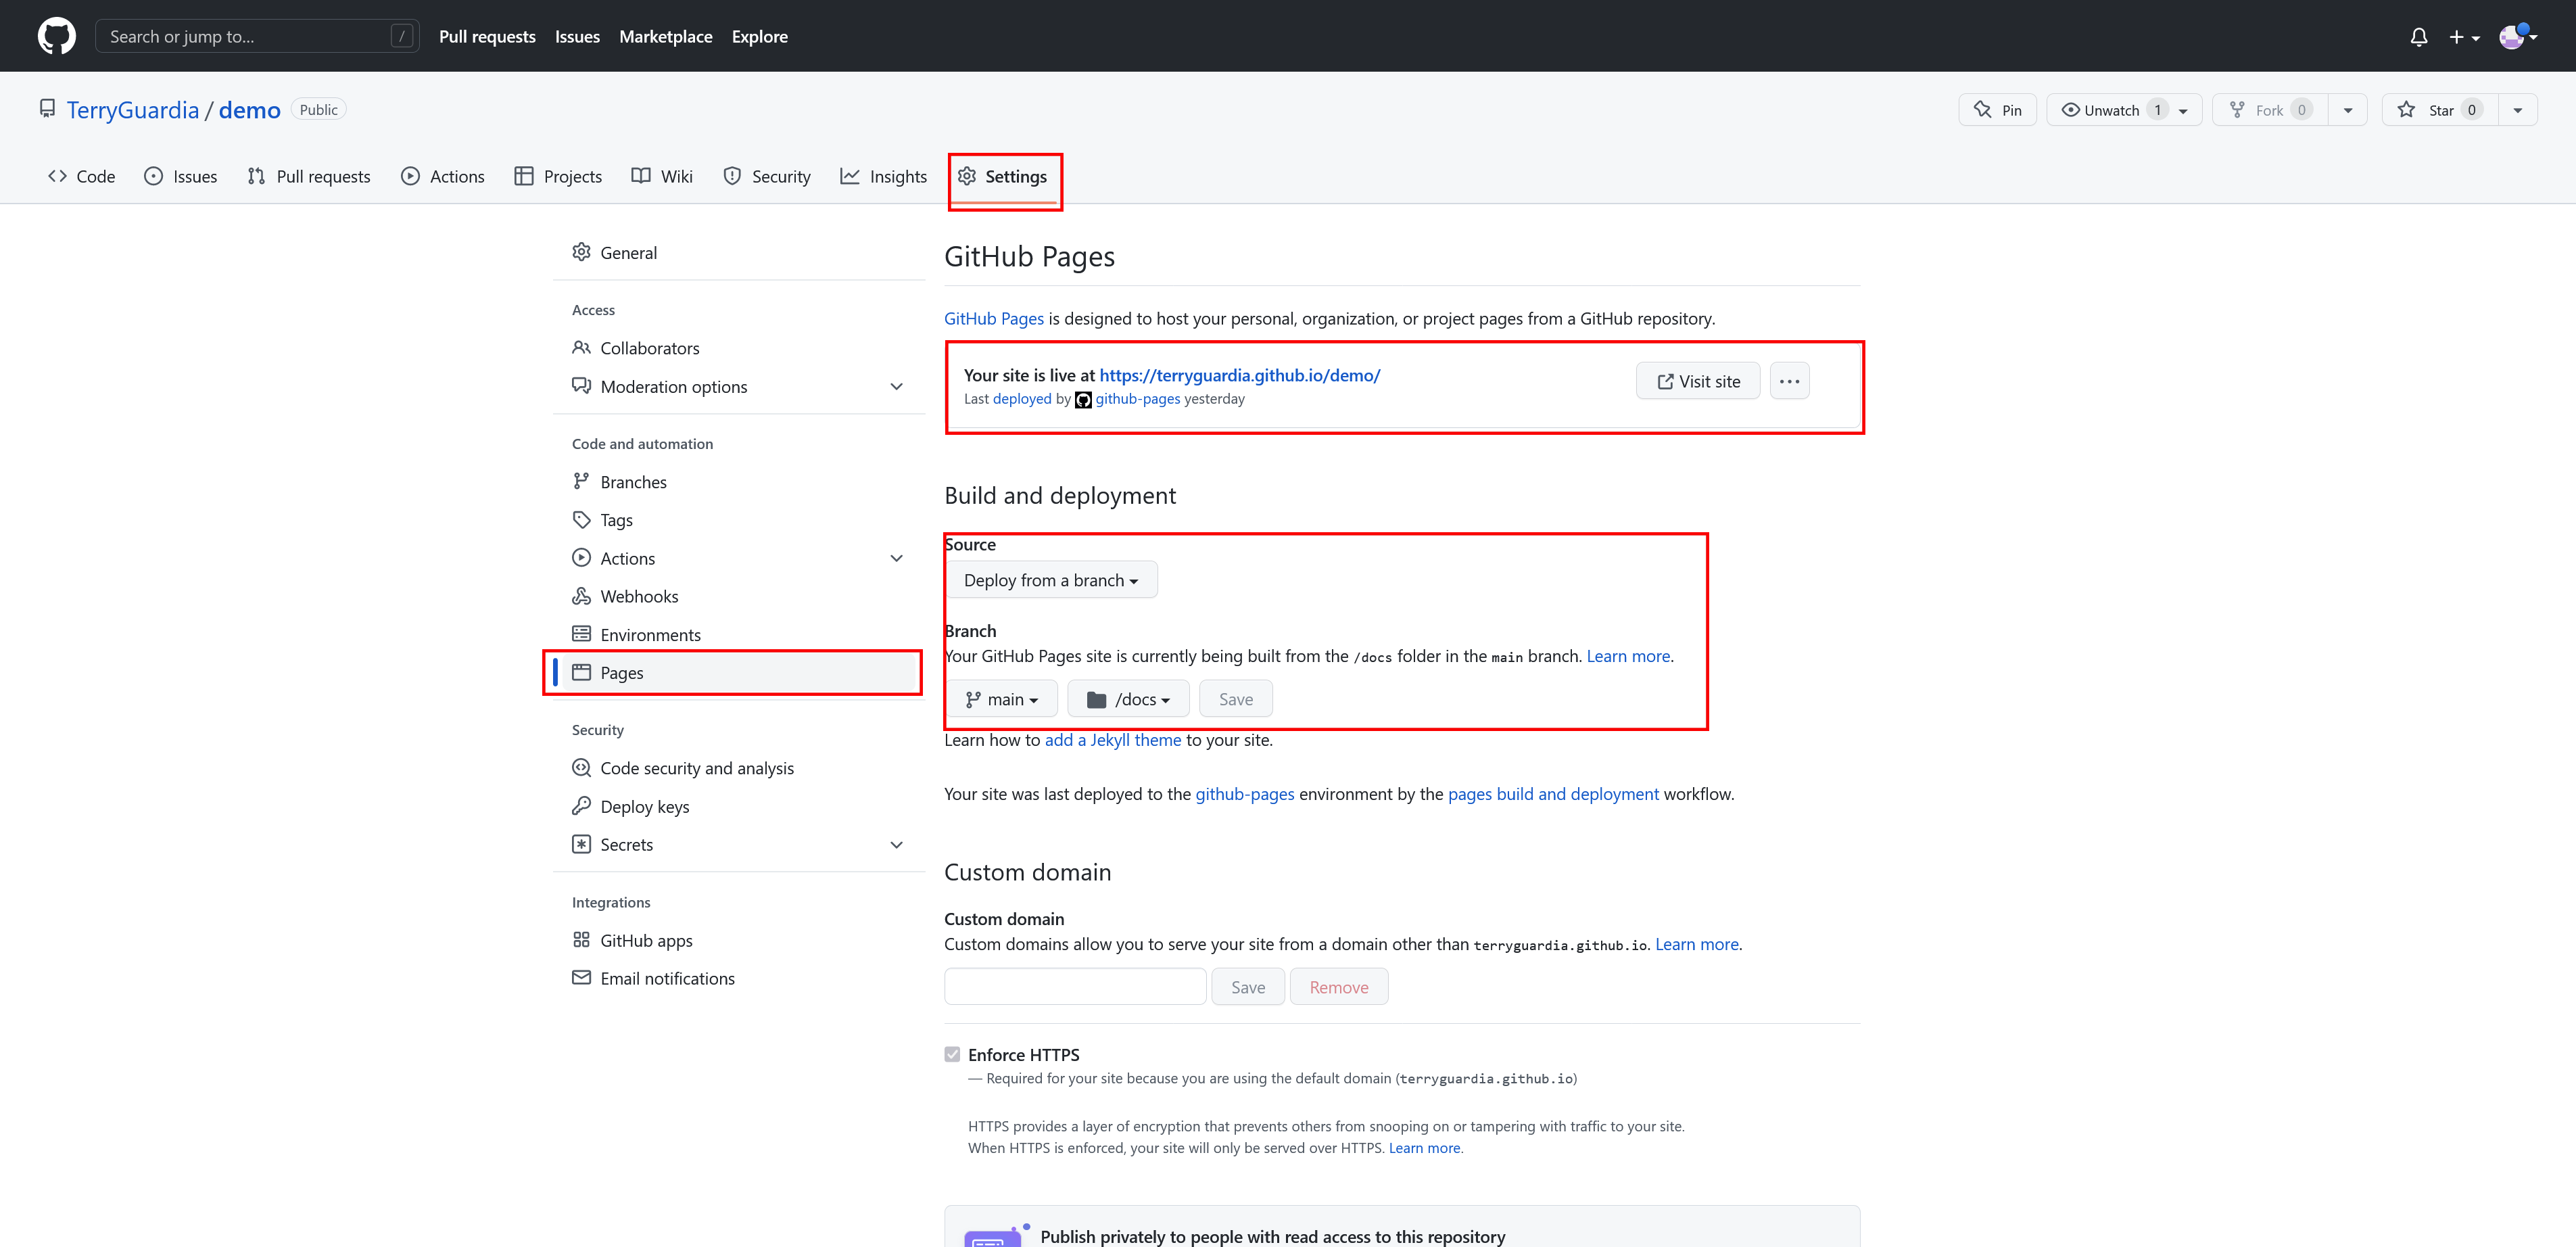 Search or jump to...
/
Pull requests
Issues
Marketplace
Explore
TerryGuardia / demo
Public
Pin
Unwatch 1
Fork 0
Star 0
Code
Issues
Pull requests
Actions
Projects
Wiki
Security
Insights
Settings
General
Access
Collaborators
Moderation options
Code and automation
Branches
Tags
Actions
Webhooks
Environments
Pages
Security
Code security and analysis
Deploy keys
Secrets
Integrations
GitHub apps
Email notifications
GitHub Pages
GitHub Pages is designed to host your personal, organization, or project pages from a GitHub repository.
Your site is live at https://terryguardia.github.io/demo/
Last deployed by github-pages yesterday
Visit site
Build and deployment
Source
Deploy from a branch
Branch
Your GitHub Pages site is currently being built from the /docs folder in the main branch. Learn more.
main
/docs
Save
Learn how to add a Jekyll theme to your site.
Your site was last deployed to the github-pages environment by the pages build and deployment workflow.
Custom domain
Custom domain
Custom domains allow you to serve your site from a domain other than terryguardia.github.io. Learn more.
Save
Remove
Enforce HTTPS
— Required for your site because you are using the default domain (terryguardia.github.io)
HTTPS provides a layer of encryption that prevents others from snooping on or tampering with traffic to your site.
When HTTPS is enforced, your site will only be served over HTTPS. Learn more.
Publish privately to people with read access to this repository